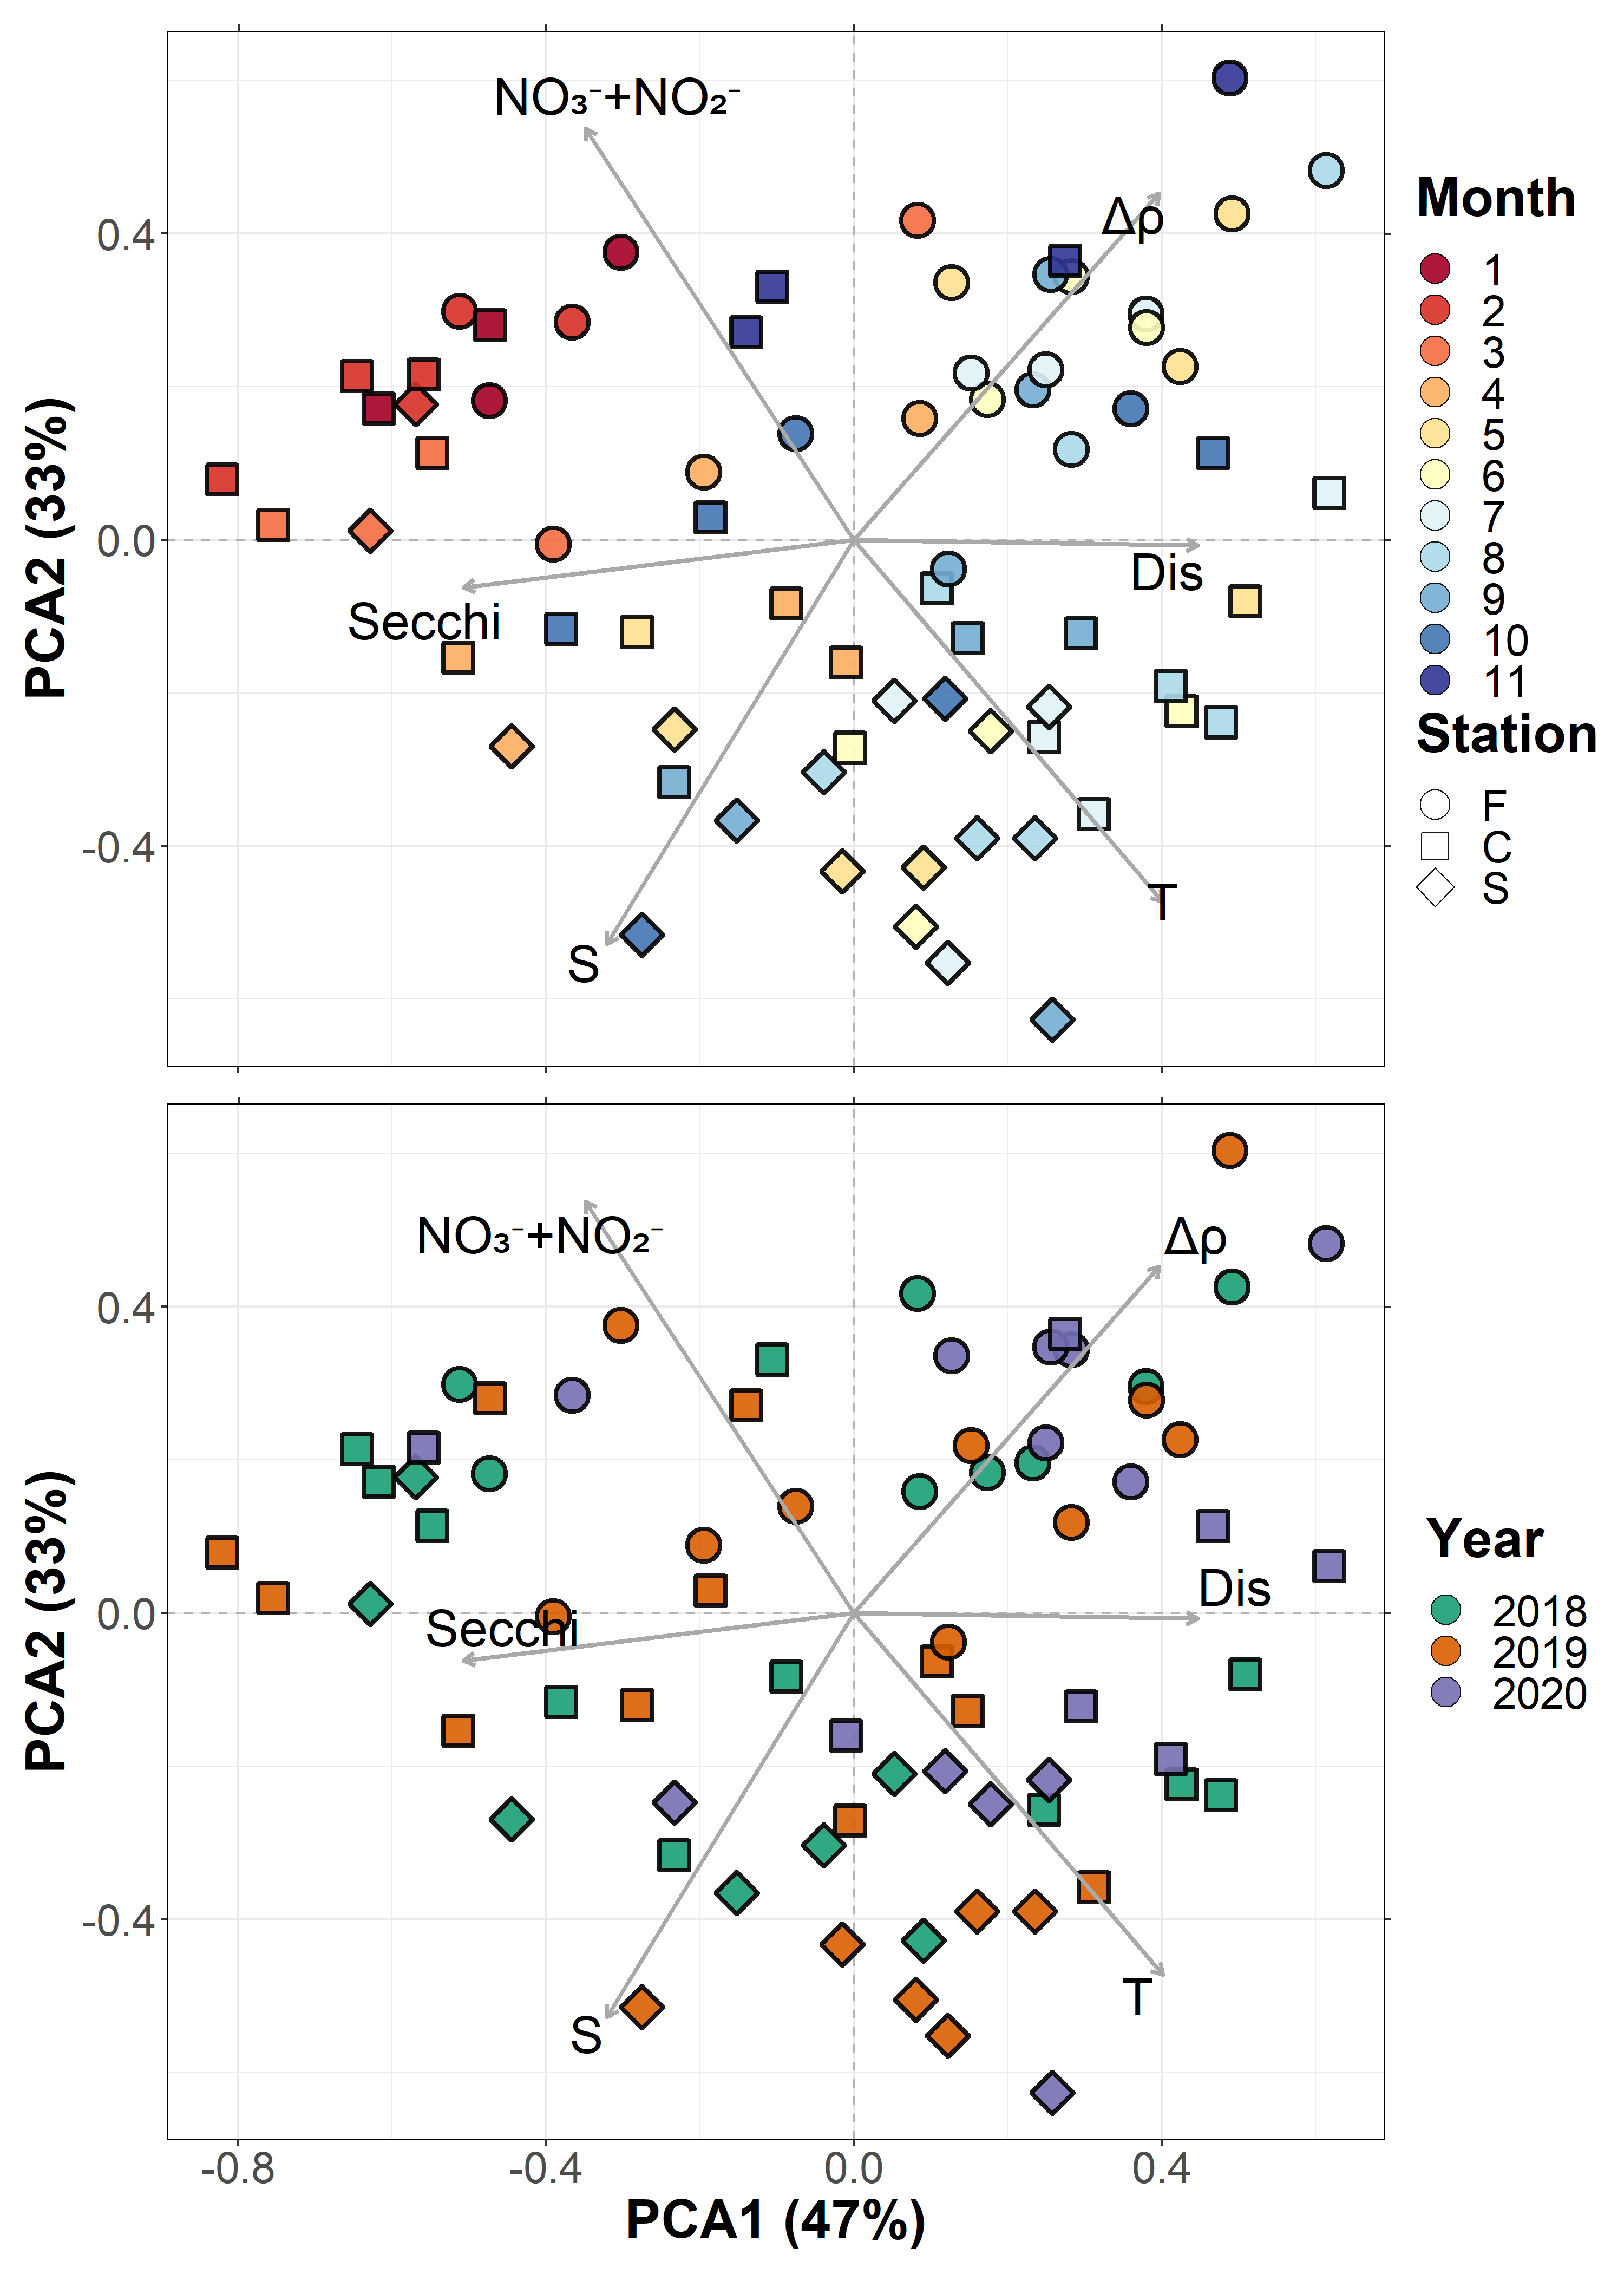 NO₃⁻+NO₂⁻
Δρ
Dis
Secchi
S
T
0.4
0.0
-0.4
PCA2 (33%)
Month
1
2
3
4
5
6
7
8
9
10
11
Station
F
C
S
NO₃⁻+NO₂⁻
Δρ
Dis
Secchi
S
T
0.4
0.0
-0.4
PCA2 (33%)
Year
2018
2019
2020
-0.8 -0.4 0.0 0.4
PCA1 (47%)